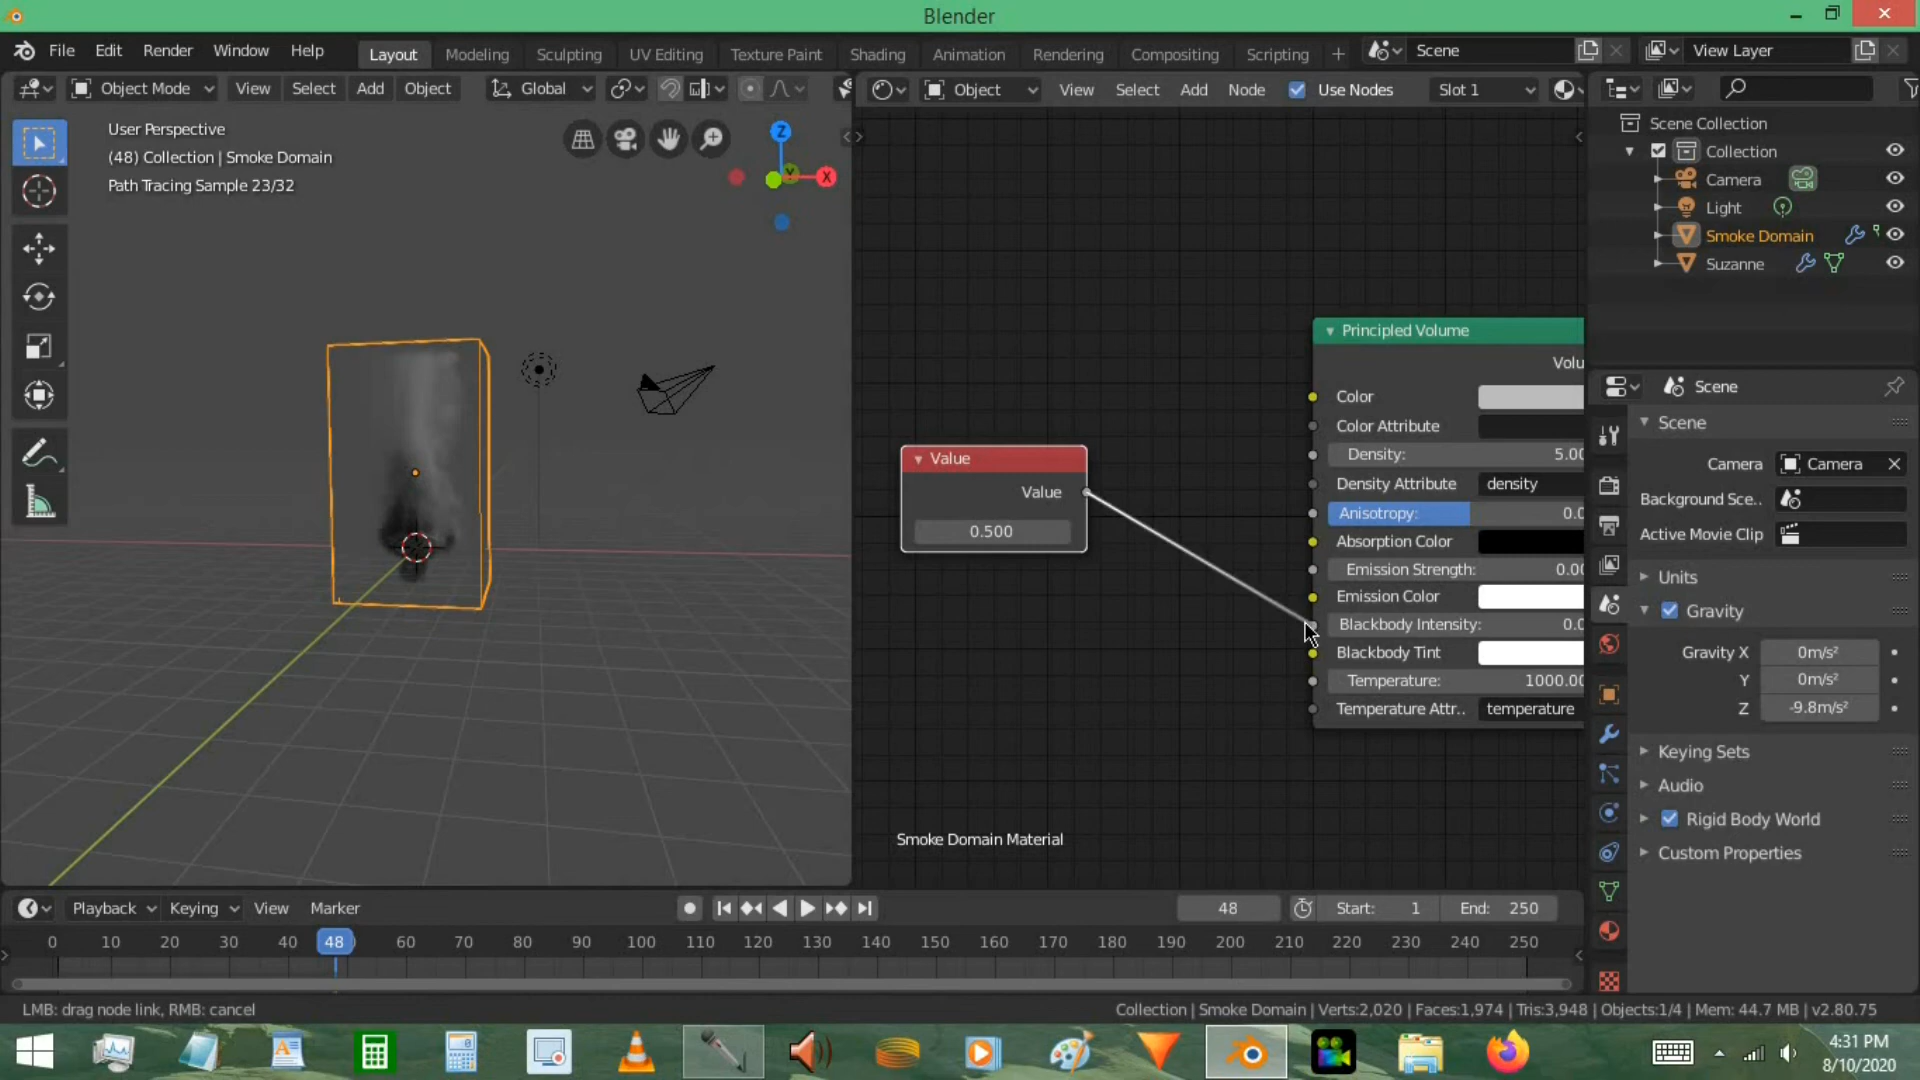 Blender
File Edit Render Window Help
Layout Modeling Sculpting UV Editing Texture Paint Shading Animation Rendering Compositing Scripting +
Scene
View Layer
Object Mode View Select Add Object Global
Object View Select Add Node Use Nodes Slot 1
User Perspective
(48) Collection | Smoke Domain
Path Tracing Sample 23/32
Z
Y
X
Value
Value
0.500
Principled Volume
Volu
Color
Color Attribute
Density: 5.00
Density Attribute density
Anisotropy: 0.0
Absorption Color
Emission Strength: 0.00
Emission Color
Blackbody Intensity: 0.0
Blackbody Tint
Temperature: 1000.00
Temperature Attr.. temperature
Smoke Domain Material
Scene Collection
Collection
Camera
Light
Smoke Domain
Suzanne
Scene
Scene
Camera Camera
Background Sce..
Active Movie Clip
Units
Gravity
Gravity X 0m/s²
Y 0m/s²
Z -9.8m/s²
Keying Sets
Audio
Rigid Body World
Custom Properties
Playback Keying View Marker
48 Start: 1 End: 250
0 10 20 30 40 48 60 70 80 90 100 110 120 130 140 150 160 170 180 190 200 210 220 230 240 250
LMB: drag node link, RMB: cancel
Collection | Smoke Domain | Verts:2,020 | Faces:1,974 | Tris:3,948 | Objects:1/4 | Mem: 44.7 MB | v2.80.75
4:31 PM
8/10/2020